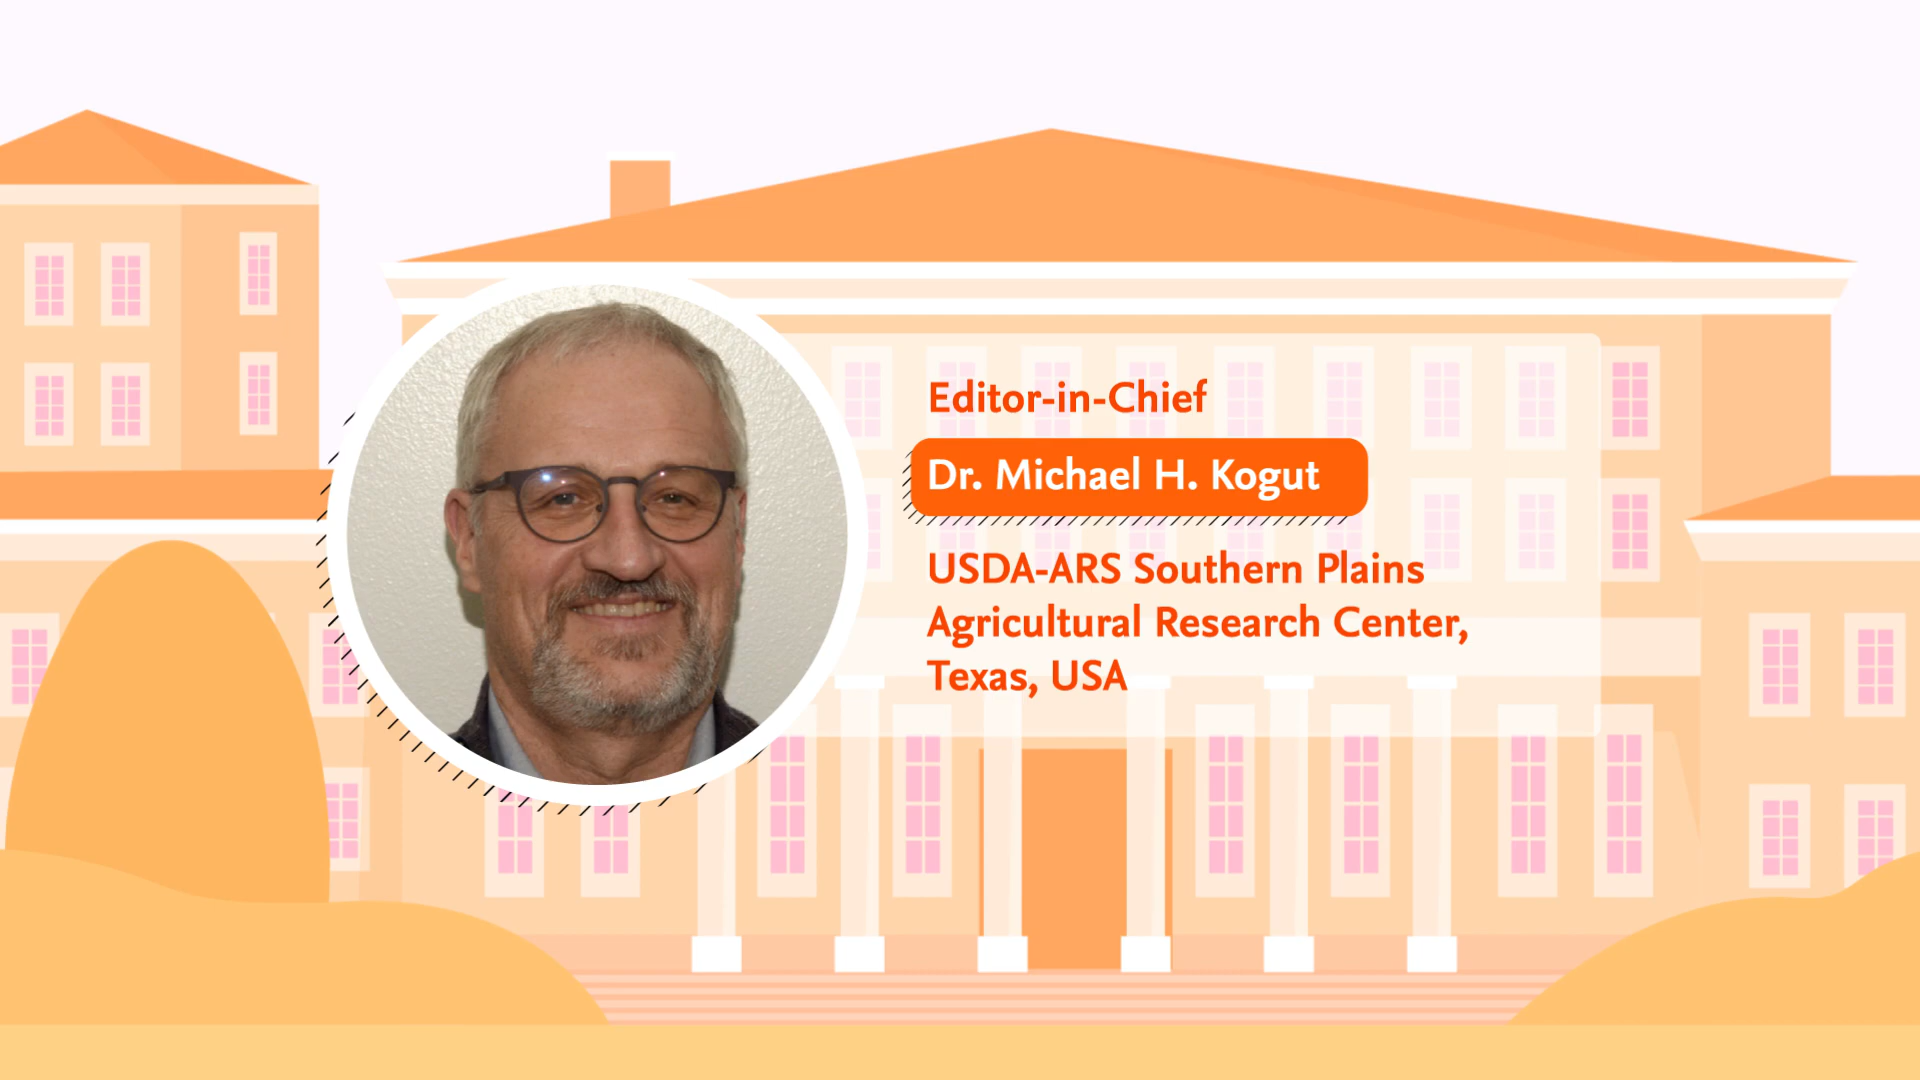 Editor-in-Chief
Dr. Michael H. Kogut
USDA-ARS Southern Plains
Agricultural Research Center,
Texas, USA